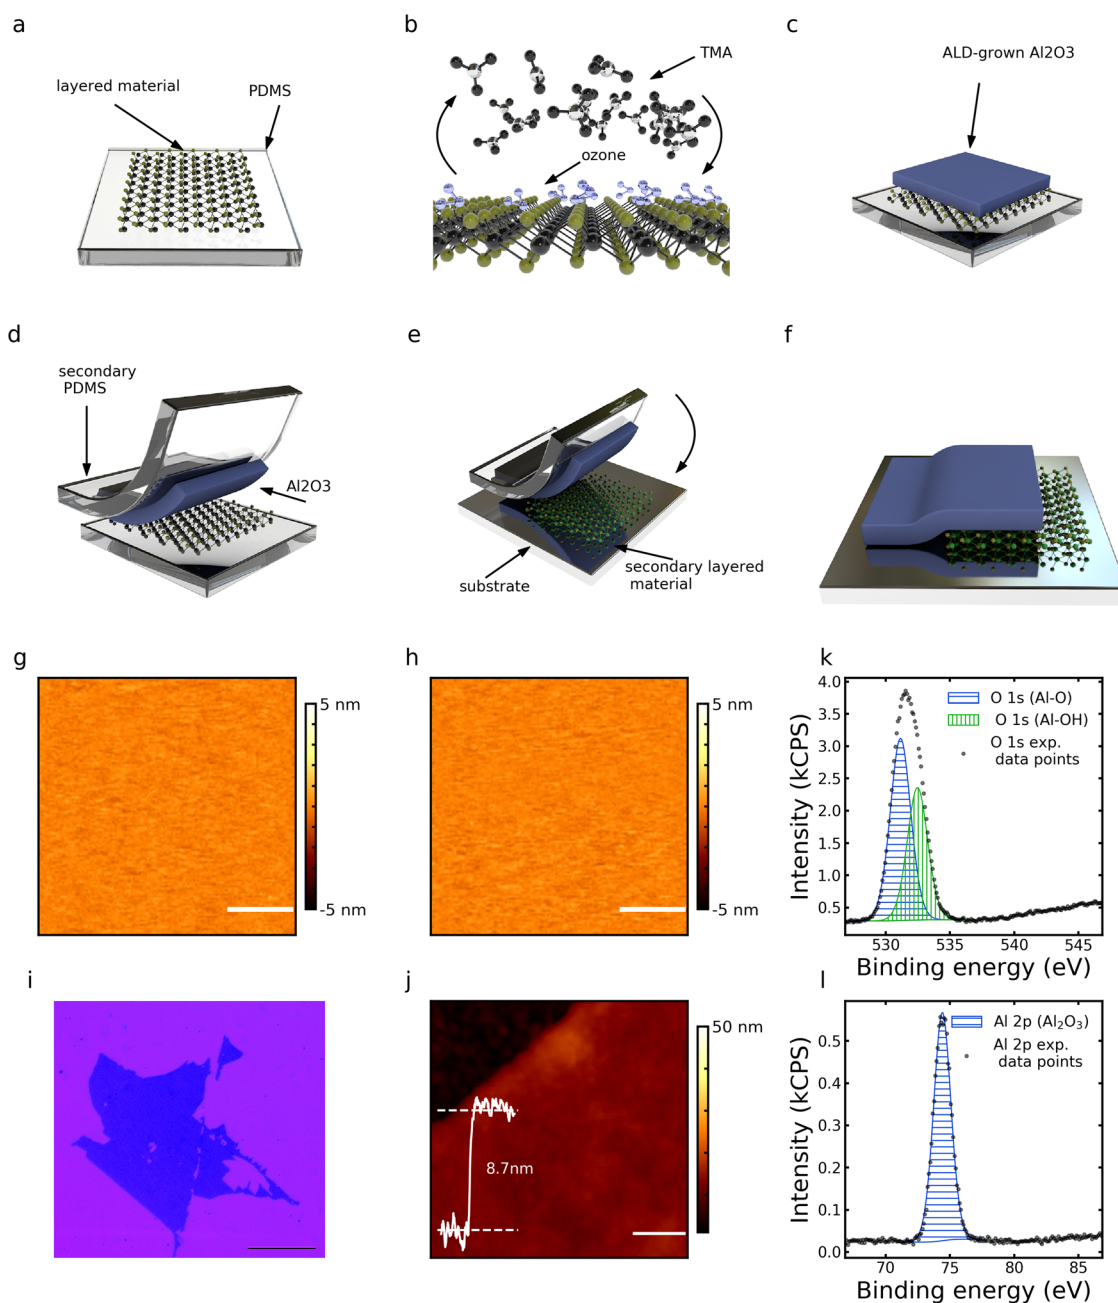 a
layered material
PDMS
b
TMA
ozone
c
ALD-grown Al2O3
d
secondary
PDMS
Al2O3
e
substrate
secondary layered
material
f
g
5 nm
-5 nm
h
5 nm
-5 nm
k
4.0
3.5
3.0
2.5
2.0
1.5
1.0
0.5
Intensity (kCPS)
O 1s (Al-O)
O 1s (Al-OH)
O 1s exp.
data points
530
535
540
545
Binding energy (eV)
i
j
8.7nm
50 nm
l
0.5
0.4
0.3
0.2
0.1
0.0
Intensity (kCPS)
Al 2p (Al₂O₃)
Al 2p exp.
data points
70
75
80
85
Binding energy (eV)